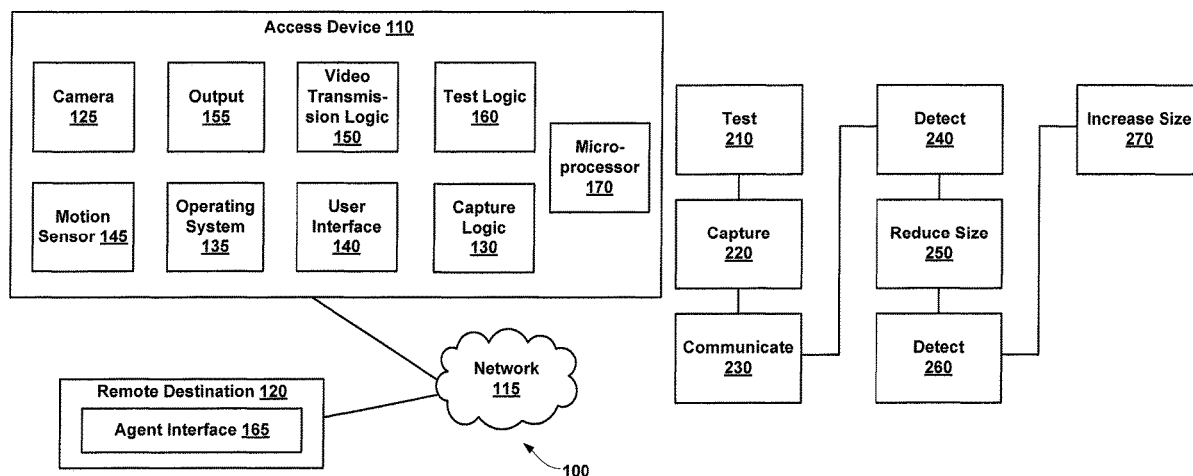 Access Device 110
Camera
125
Output
155
Video
Transmis-
sion Logic
150
Test Logic
160
Micro-
processor
170
Motion
Sensor 145
Operating
System
135
User
Interface
140
Capture
Logic
130
Network
115
Remote Destination 120
Agent Interface 165
100
Test
210
Capture
220
Communicate
230
Detect
240
Reduce Size
250
Detect
260
Increase Size
270